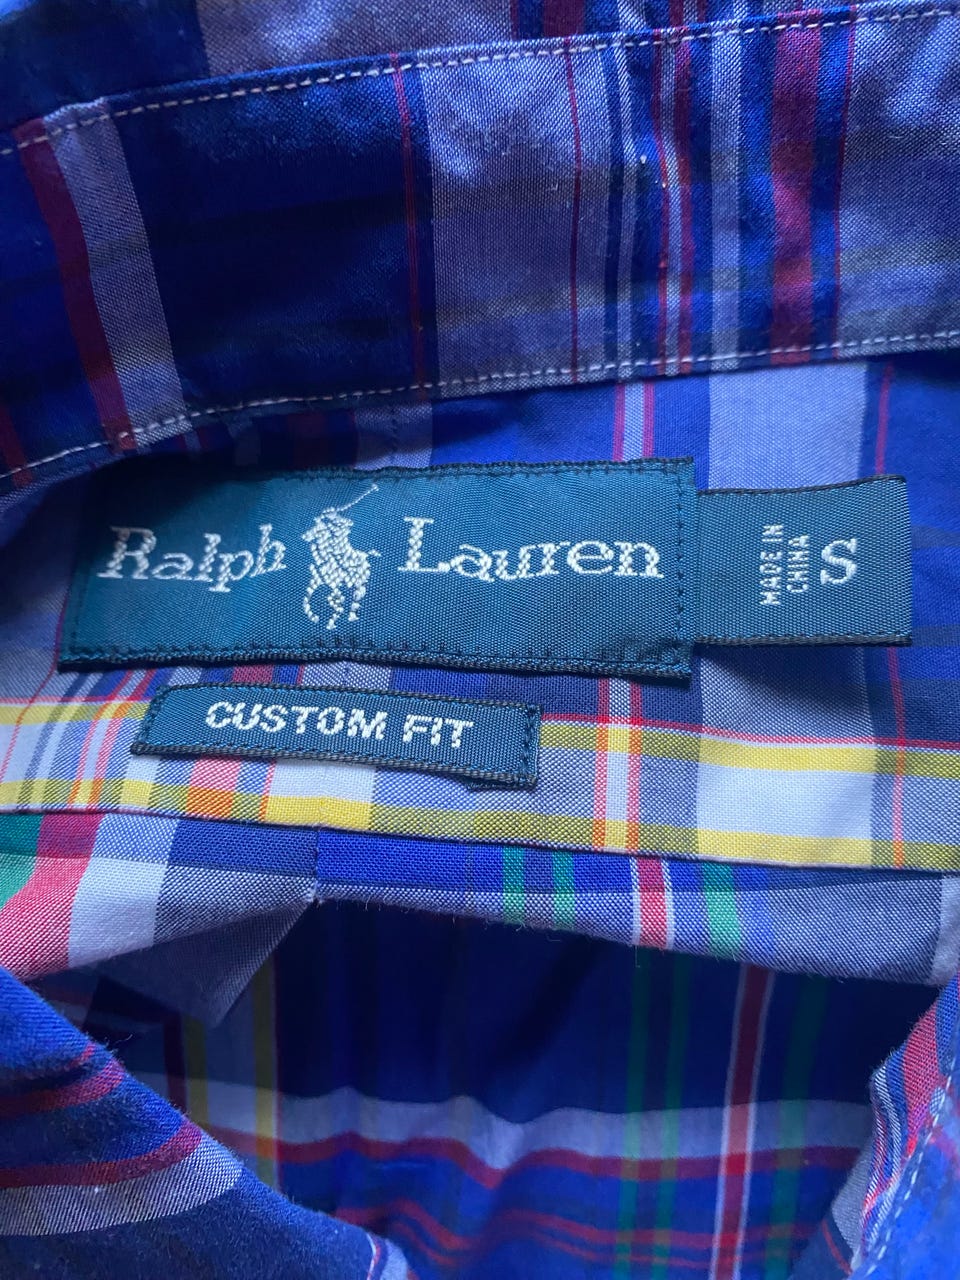 Ralph Lauren
MADE IN
CHINA
S
CUSTOM FIT